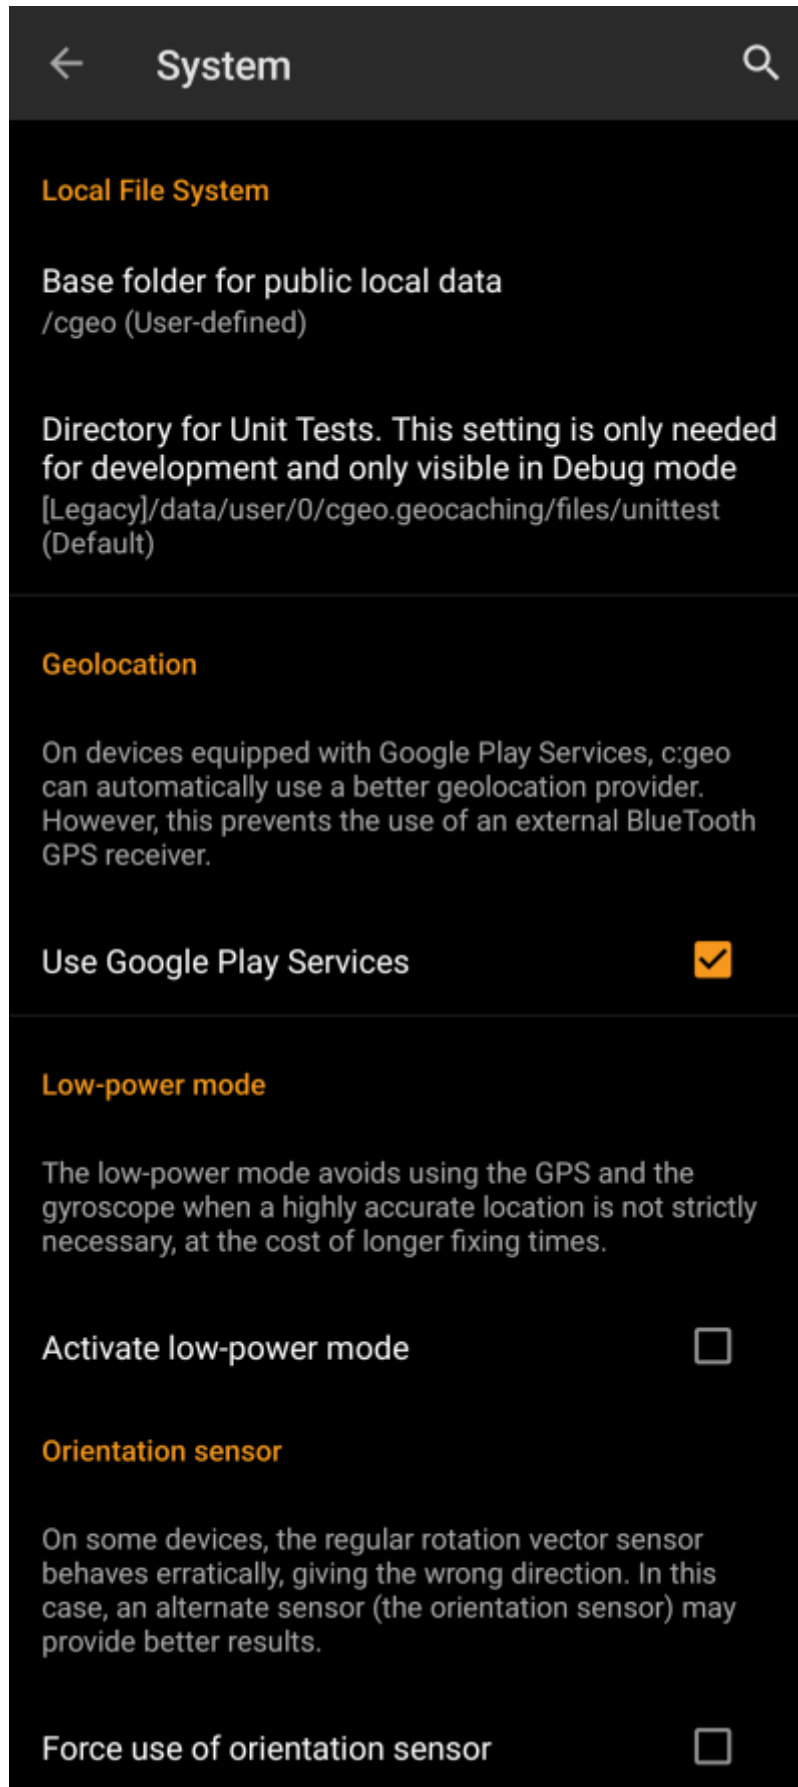 System
Local File System
Base folder for public local data
/cgeo (User-defined)
Directory for Unit Tests. This setting is only needed
for development and only visible in Debug mode
[Legacy]/data/user/0/cgeo.geocaching/files/unittest
(Default)
Geolocation
On devices equipped with Google Play Services, c:geo
can automatically use a better geolocation provider.
However, this prevents the use of an external BlueTooth
GPS receiver.
Use Google Play Services
Low-power mode
The low-power mode avoids using the GPS and the
gyroscope when a highly accurate location is not strictly
necessary, at the cost of longer fixing times.
Activate low-power mode
Orientation sensor
On some devices, the regular rotation vector sensor
behaves erratically, giving the wrong direction. In this
case, an alternate sensor (the orientation sensor) may
provide better results.
Force use of orientation sensor